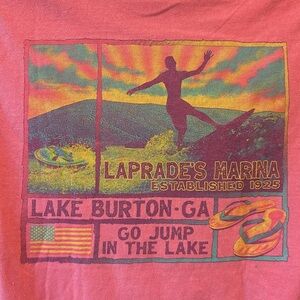 LAPRADE'S MARINA
ESTABLISHED 1925
LAKE BURTON-GA
GO JUMP
IN THE LAKE